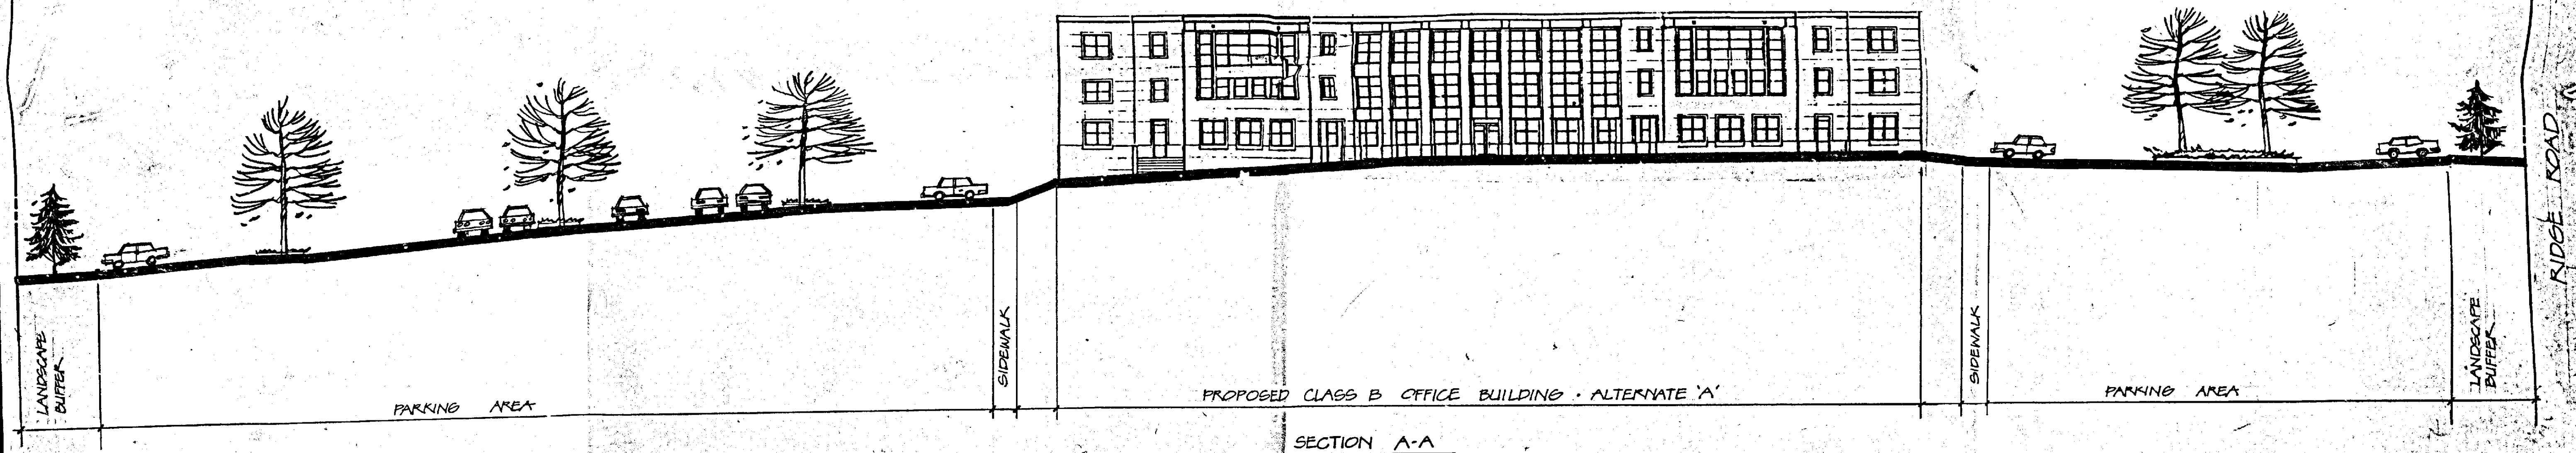 LANDSCAPE
BUFFER
PARKING AREA
SIDEWALK
PROPOSED CLASS B OFFICE BUILDING · ALTERNATE 'A'
SIDEWALK
PARKING AREA
LANDSCAPE
BUFFER
RIDGE ROAD
SECTION A-A